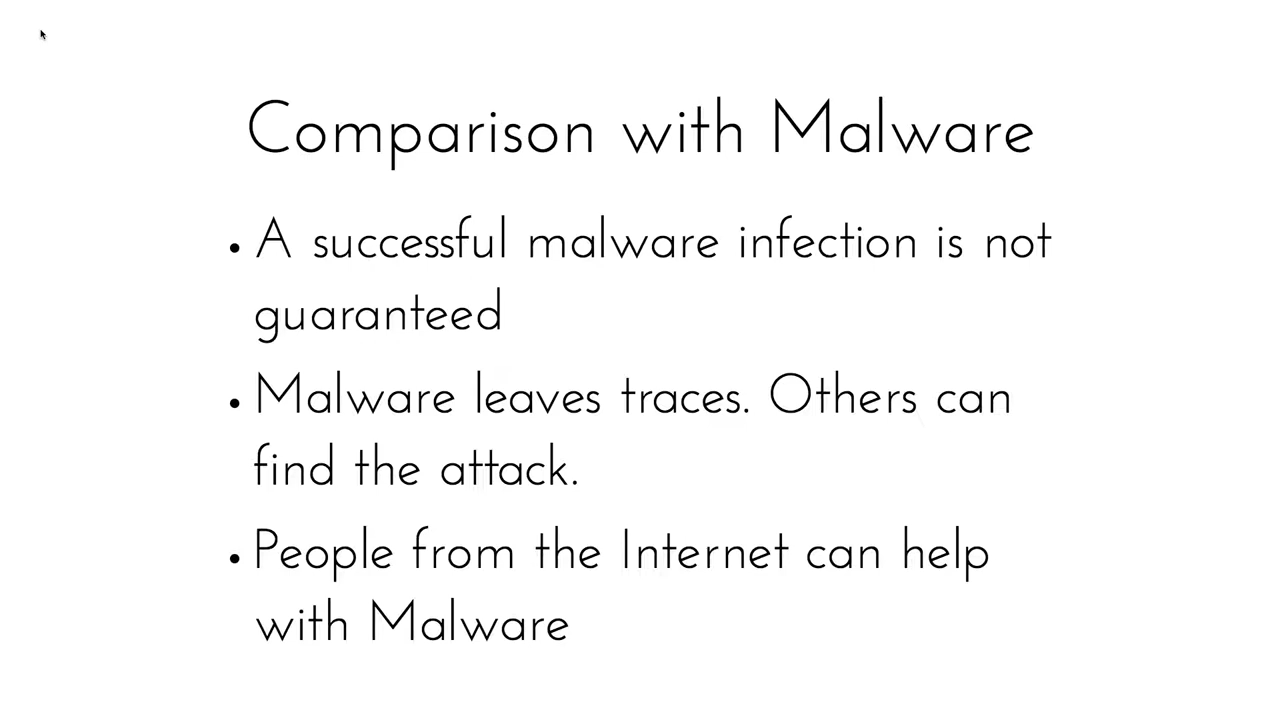 Comparison with Malware
• A successful malware infection is not
guaranteed
• Malware leaves traces. Others can
find the attack.
• People from the Internet can help
with Malware